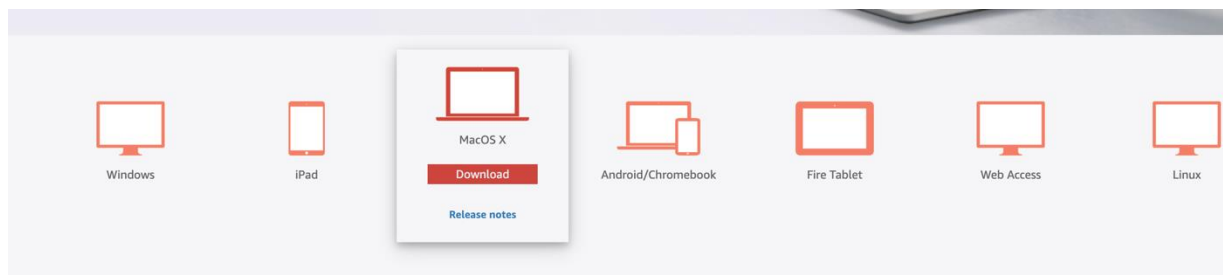 Windows
iPad
MacOS X
Download
Release notes
Android/Chromebook
Fire Tablet
Web Access
Linux